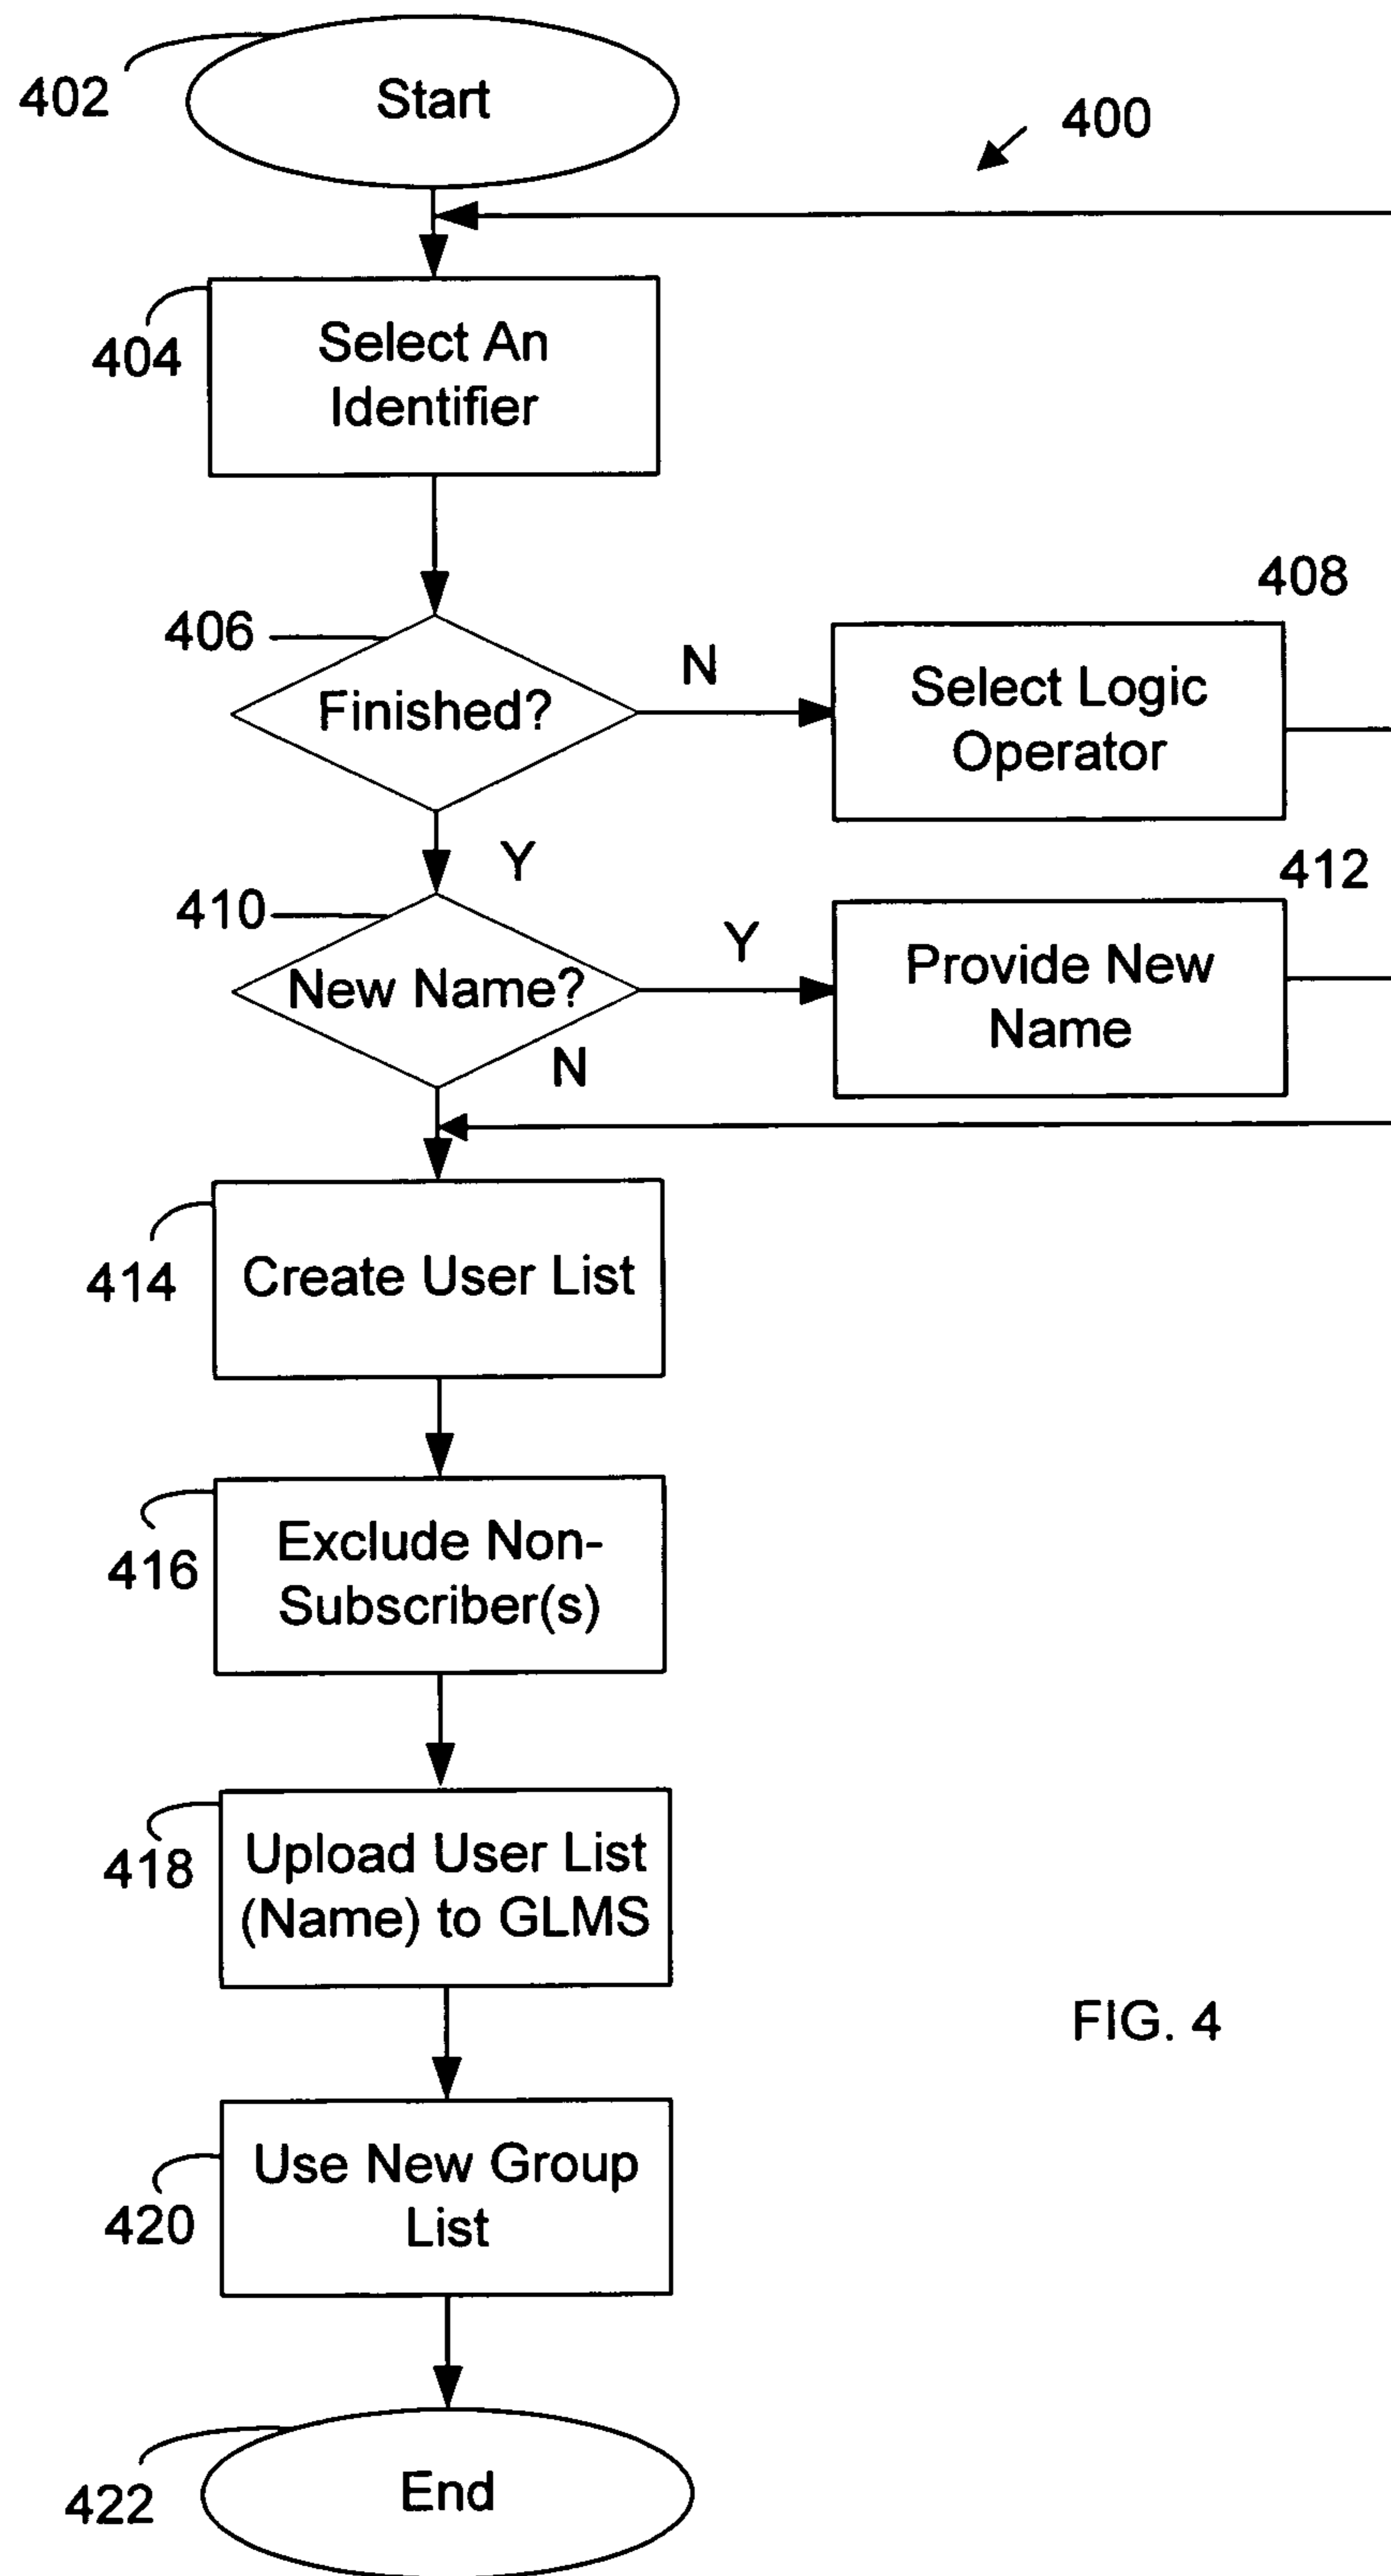 402
Start
400
404
Select An
Identifier
408
406
Finished?
N
Select Logic
Operator
Y
412
410
New Name?
Y
Provide New
Name
N
414
Create User List
416
Exclude Non-
Subscriber(s)
418
Upload User List
(Name) to GLMS
FIG. 4
420
Use New Group
List
422
End